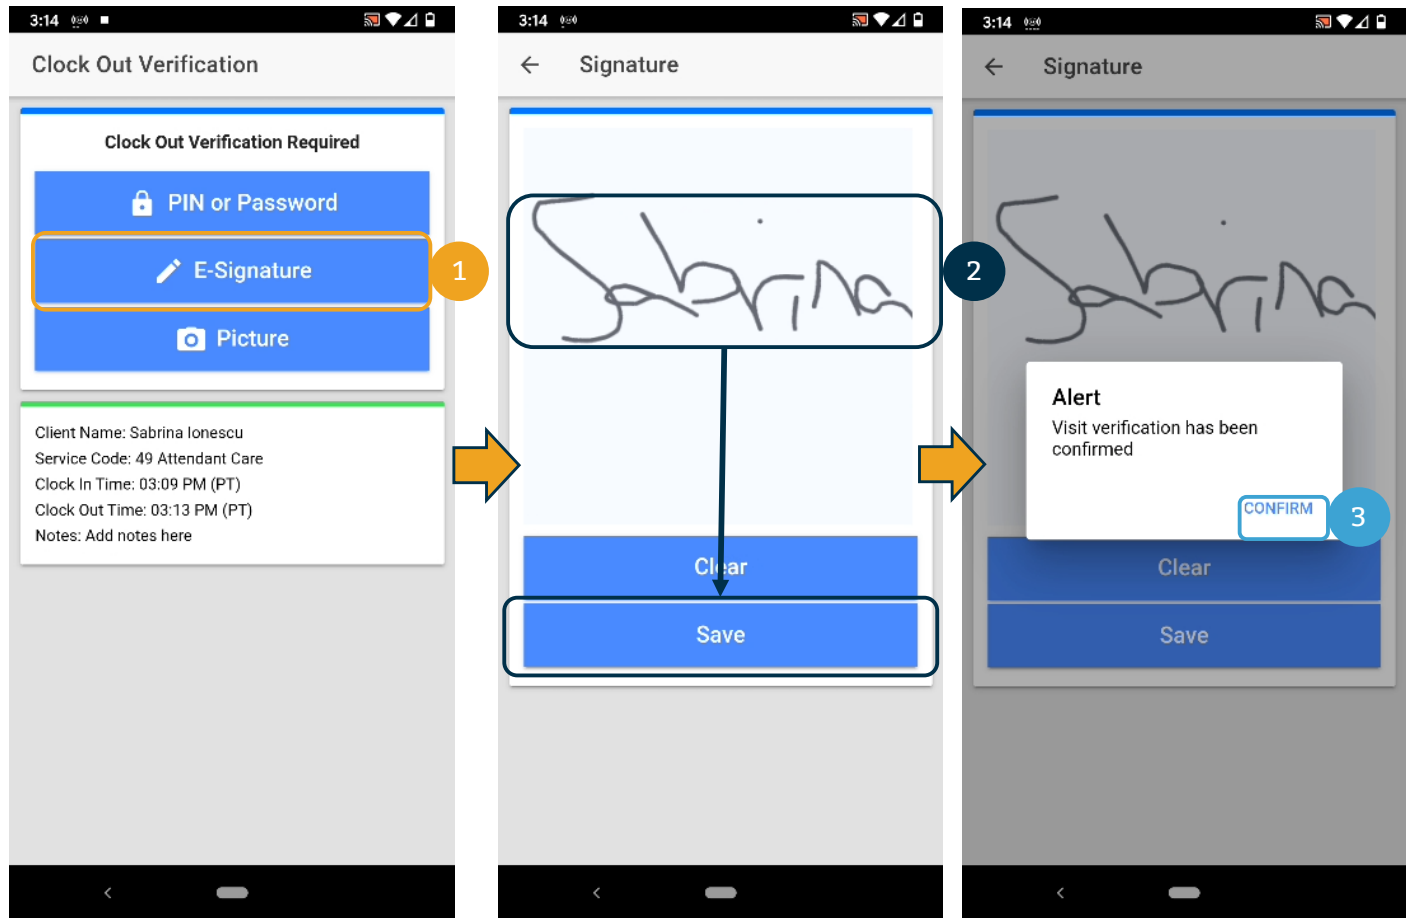 3:14
Clock Out Verification
Clock Out Verification Required
PIN or Password
E-Signature
1
Picture
Client Name: Sabrina Ionescu
Service Code: 49 Attendant Care
Clock In Time: 03:09 PM (PT)
Clock Out Time: 03:13 PM (PT)
Notes: Add notes here
3:14
Signature
Sabrina
2
Clear
Save
3:14
Signature
Sabrina
Alert
Visit verification has been
confirmed
CONFIRM
3
Clear
Save